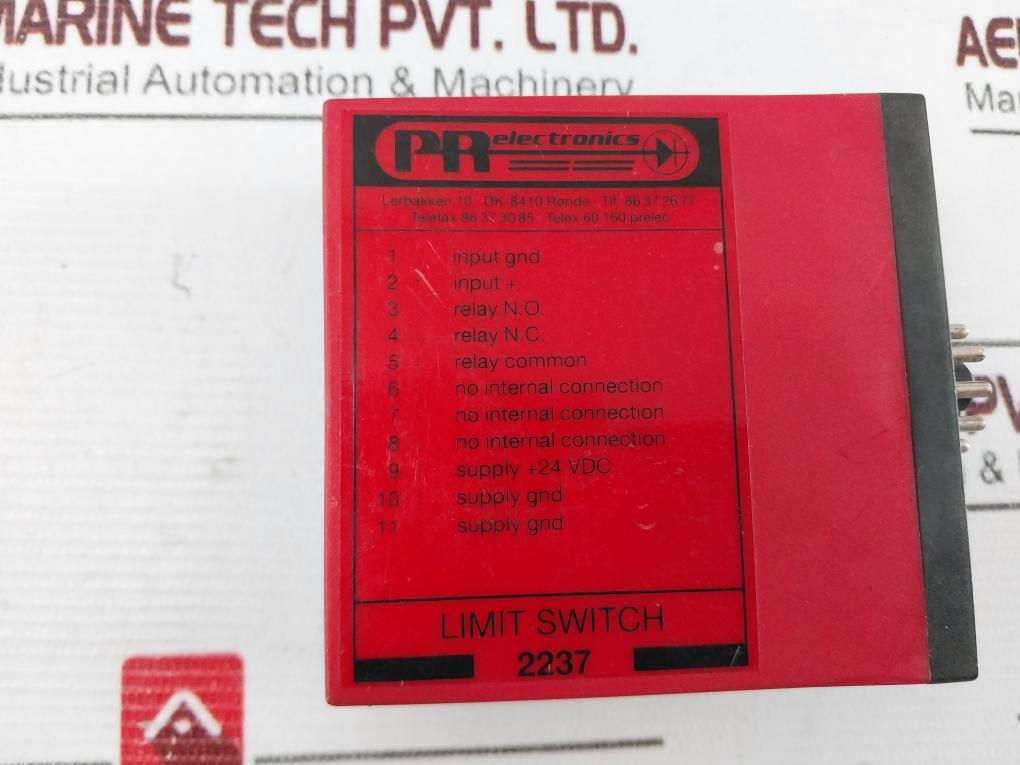 MARINE TECH PVT. LTD.
dustrial Automation & Machinery
AE
Ma
PR electronics
Lerbakken 10 DK-8410 Rønde Tlf. 86 37 26 77
Telefax 86 37 30 85 Telex 60 160 prelec
1 input gnd
2 input +
3 relay N.O.
4 relay N.C.
5 relay common
6 no internal connection
7 no internal connection
8 no internal connection
9 supply +24 VDC
10 supply gnd
11 supply gnd
LIMIT SWITCH
2237
PV
&